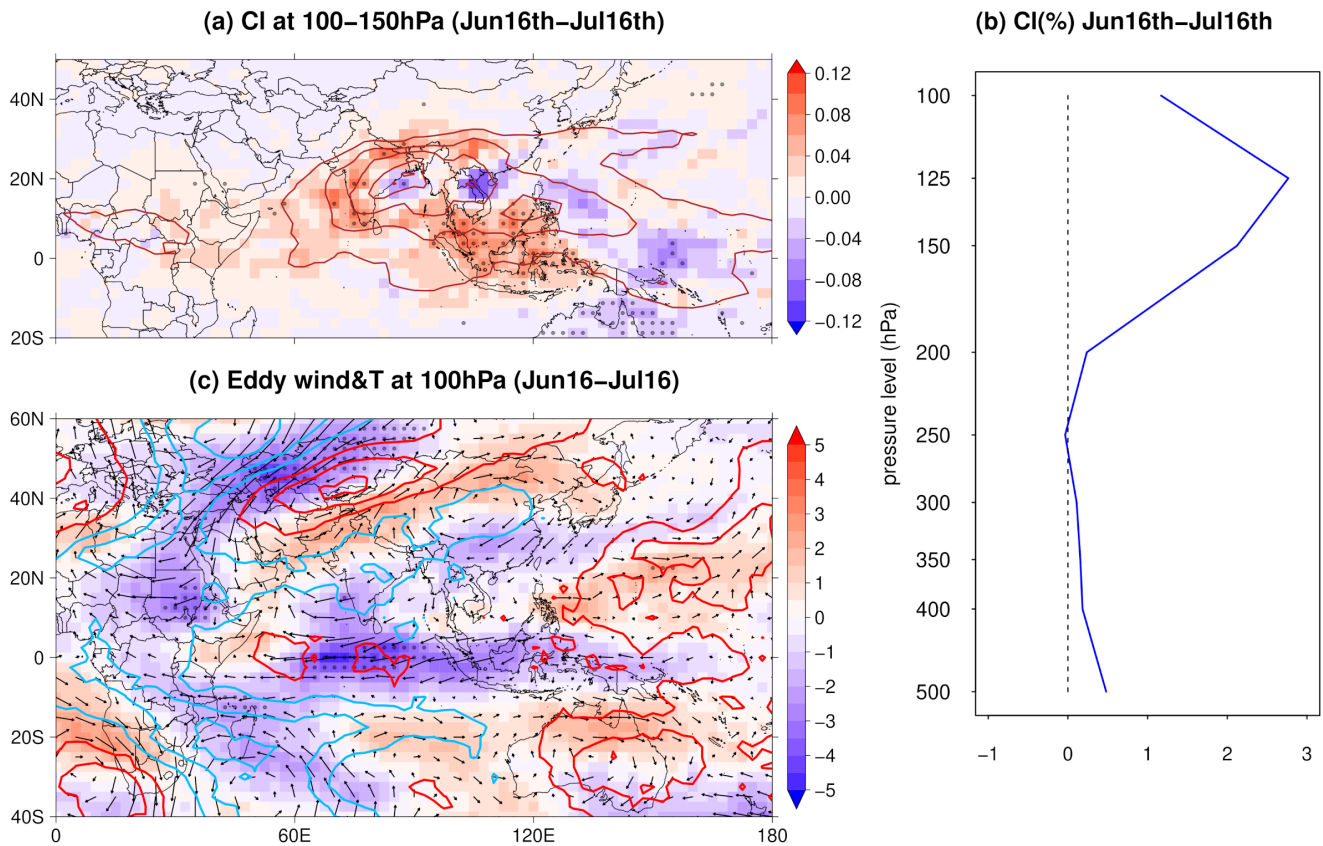 (a) Cl at 100−150hPa (Jun16th−Jul16th)
40N
20N
0
20S
0.12
0.08
0.04
0.00
−0.04
−0.08
−0.12
(b) Cl(%) Jun16th−Jul16th
pressure level (hPa)
100
125
150
200
250
300
350
400
500
−1
0
1
2
3
(c) Eddy wind&T at 100hPa (Jun16−Jul16)
60N
40N
20N
0
20S
40S
0
60E
120E
180
5
4
3
2
1
0
−1
−2
−3
−4
−5